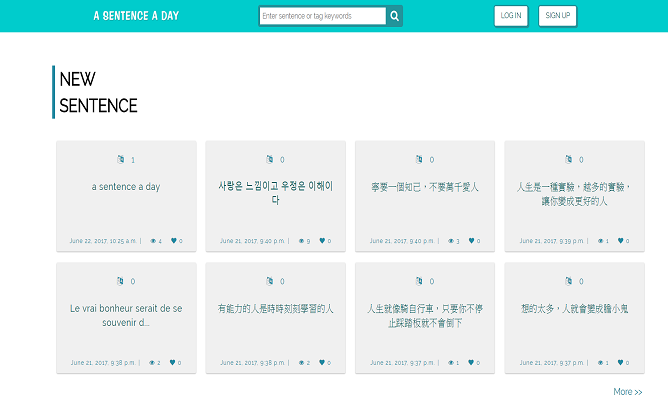 A SENTENCE A DAY
Enter sentence or tag keywords
LOG IN
SIGN UP
NEW
SENTENCE
1
a sentence a day
June 22, 2017, 10:25 a.m. | 4 0
0
사랑은 느낌이고 우정은 이해이
다
June 21, 2017, 9:40 p.m. | 9 0
0
寧要一個知己，不要萬千愛人
June 21, 2017, 9:40 p.m. | 3 0
0
人生是一種實驗，越多的實驗，
讓你變成更好的人
June 21, 2017, 9:39 p.m. | 1 0
0
Le vrai bonheur serait de se
souvenir d...
June 21, 2017, 9:38 p.m. | 2 0
0
有能力的人是時時刻刻學習的人
June 21, 2017, 9:38 p.m. | 2 0
0
人生就像騎自行車，只要你不停
止踩踏板就不會倒下
June 21, 2017, 9:37 p.m. | 1 0
0
想的太多，人就會變成膽小鬼
June 21, 2017, 9:37 p.m. | 1 0
More >>